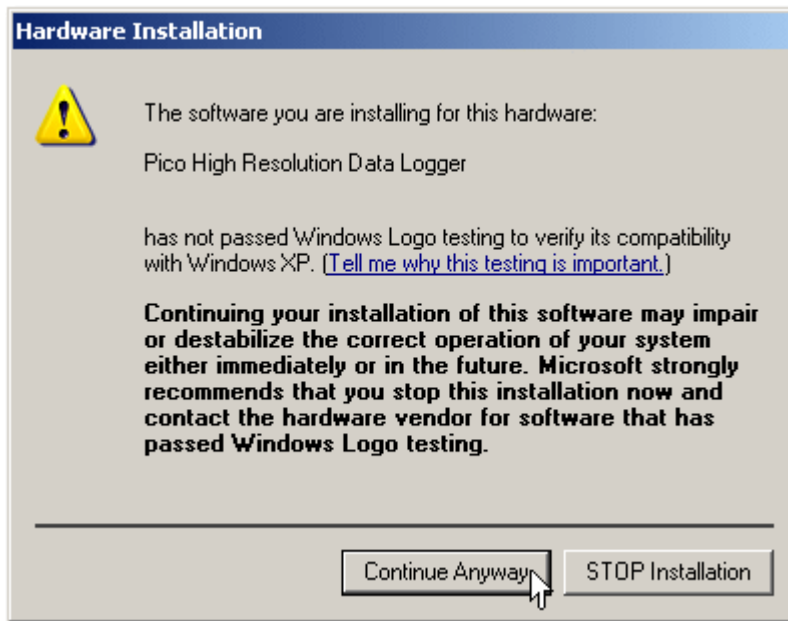 Hardware Installation
The software you are installing for this hardware:
Pico High Resolution Data Logger
has not passed Windows Logo testing to verify its compatibility
with Windows XP. (Tell me why this testing is important.)
Continuing your installation of this software may impair
or destabilize the correct operation of your system
either immediately or in the future. Microsoft strongly
recommends that you stop this installation now and
contact the hardware vendor for software that has
passed Windows Logo testing.
Continue Anyway
STOP Installation